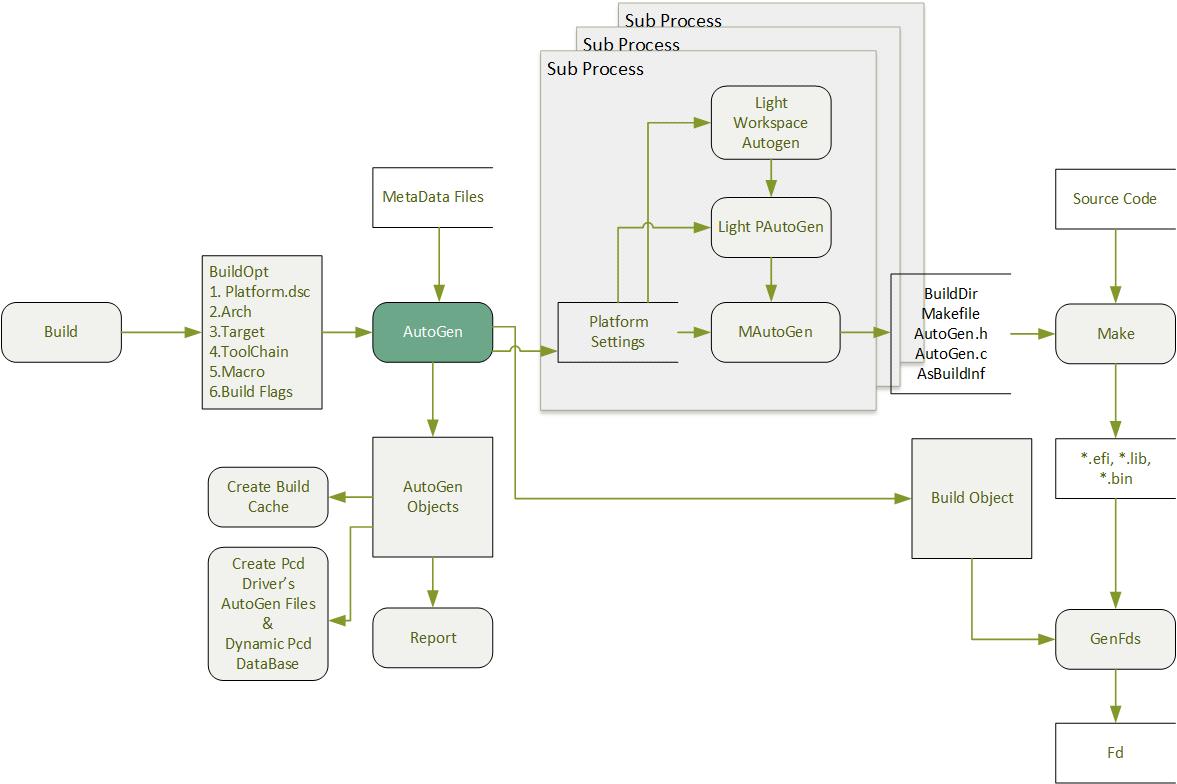 Sub Process
Sub Process
Sub Process
Light
Workspace
Autogen
MetaData Files
Source Code
Light PAutoGen
BuildOpt
1. Platform.dsc
2.Arch
3.Target
4.ToolChain
5.Macro
6.Build Flags
Build
AutoGen
Platform
Settings
MAutoGen
BuildDir
Makefile
AutoGen.h
AutoGen.c
AsBuildInf
Make
Create Build
Cache
AutoGen
Objects
Build Object
*.efi, *.lib,
*.bin
Create Pcd
Driver’s
AutoGen Files
&
Dynamic Pcd
DataBase
Report
GenFds
Fd